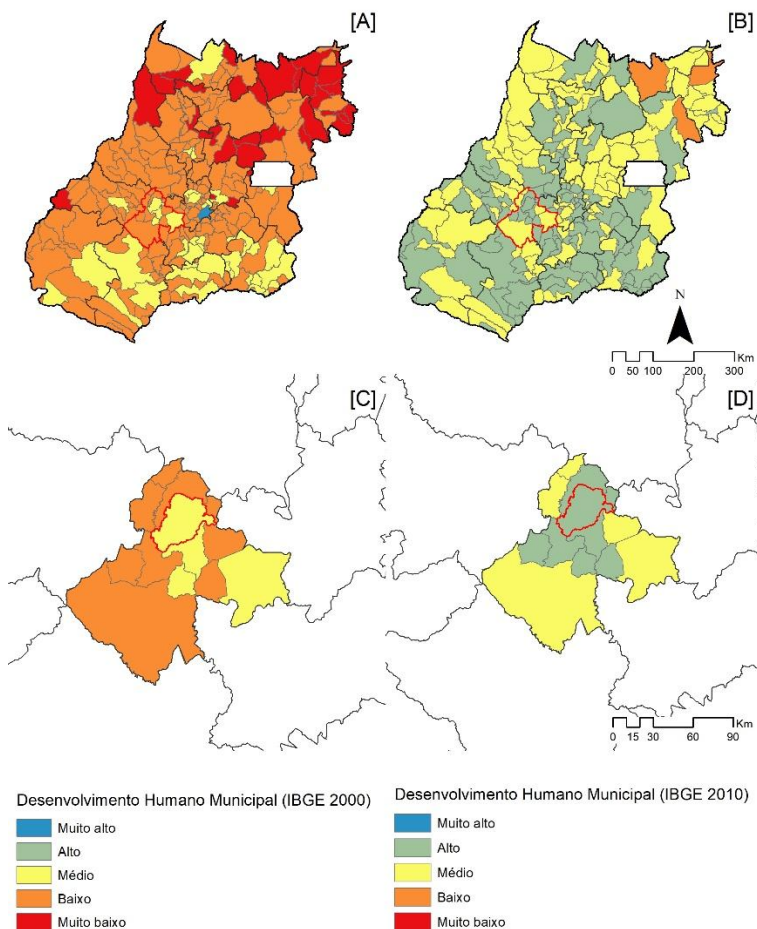 [A]
[B]
N
Km
0 50 100 200 300
[C]
[D]
Km
0 15 30 60 90
Desenvolvimento Humano Municipal (IBGE 2000)
Muito alto
Alto
Médio
Baixo
Muito baixo
Desenvolvimento Humano Municipal (IBGE 2010)
Muito alto
Alto
Médio
Baixo
Muito baixo